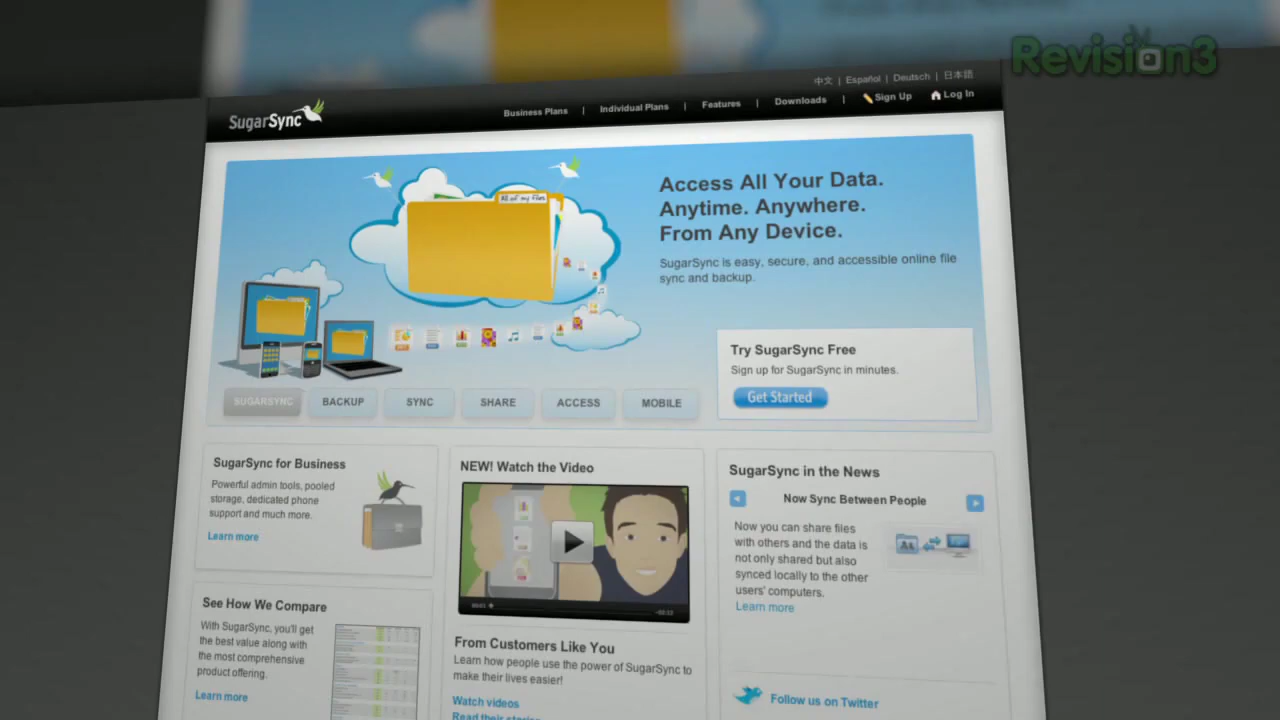 Revision3
中文 | Español | Deutsch | 日本語
SugarSync
Business Plans | Individual Plans | Features | Downloads | Sign Up Log In
All of my files
Access All Your Data.
Anytime. Anywhere.
From Any Device.
SugarSync is easy, secure, and accessible online file
sync and backup.
Try SugarSync Free
Sign up for SugarSync in minutes.
Get Started
SUGARSYNC BACKUP SYNC SHARE ACCESS MOBILE
SugarSync for Business
Powerful admin tools, pooled
storage, dedicated phone
support and much more.
Learn more
See How We Compare
With SugarSync, you'll get
the best value along with
the most comprehensive
product offering.
Learn more
NEW! Watch the Video
From Customers Like You
Learn how people use the power of SugarSync to
make their lives easier!
Watch videos
Read their stories
SugarSync in the News
Now Sync Between People
Now you can share files
with others and the data is
not only shared but also
synced locally to the other
users' computers.
Learn more
Follow us on Twitter